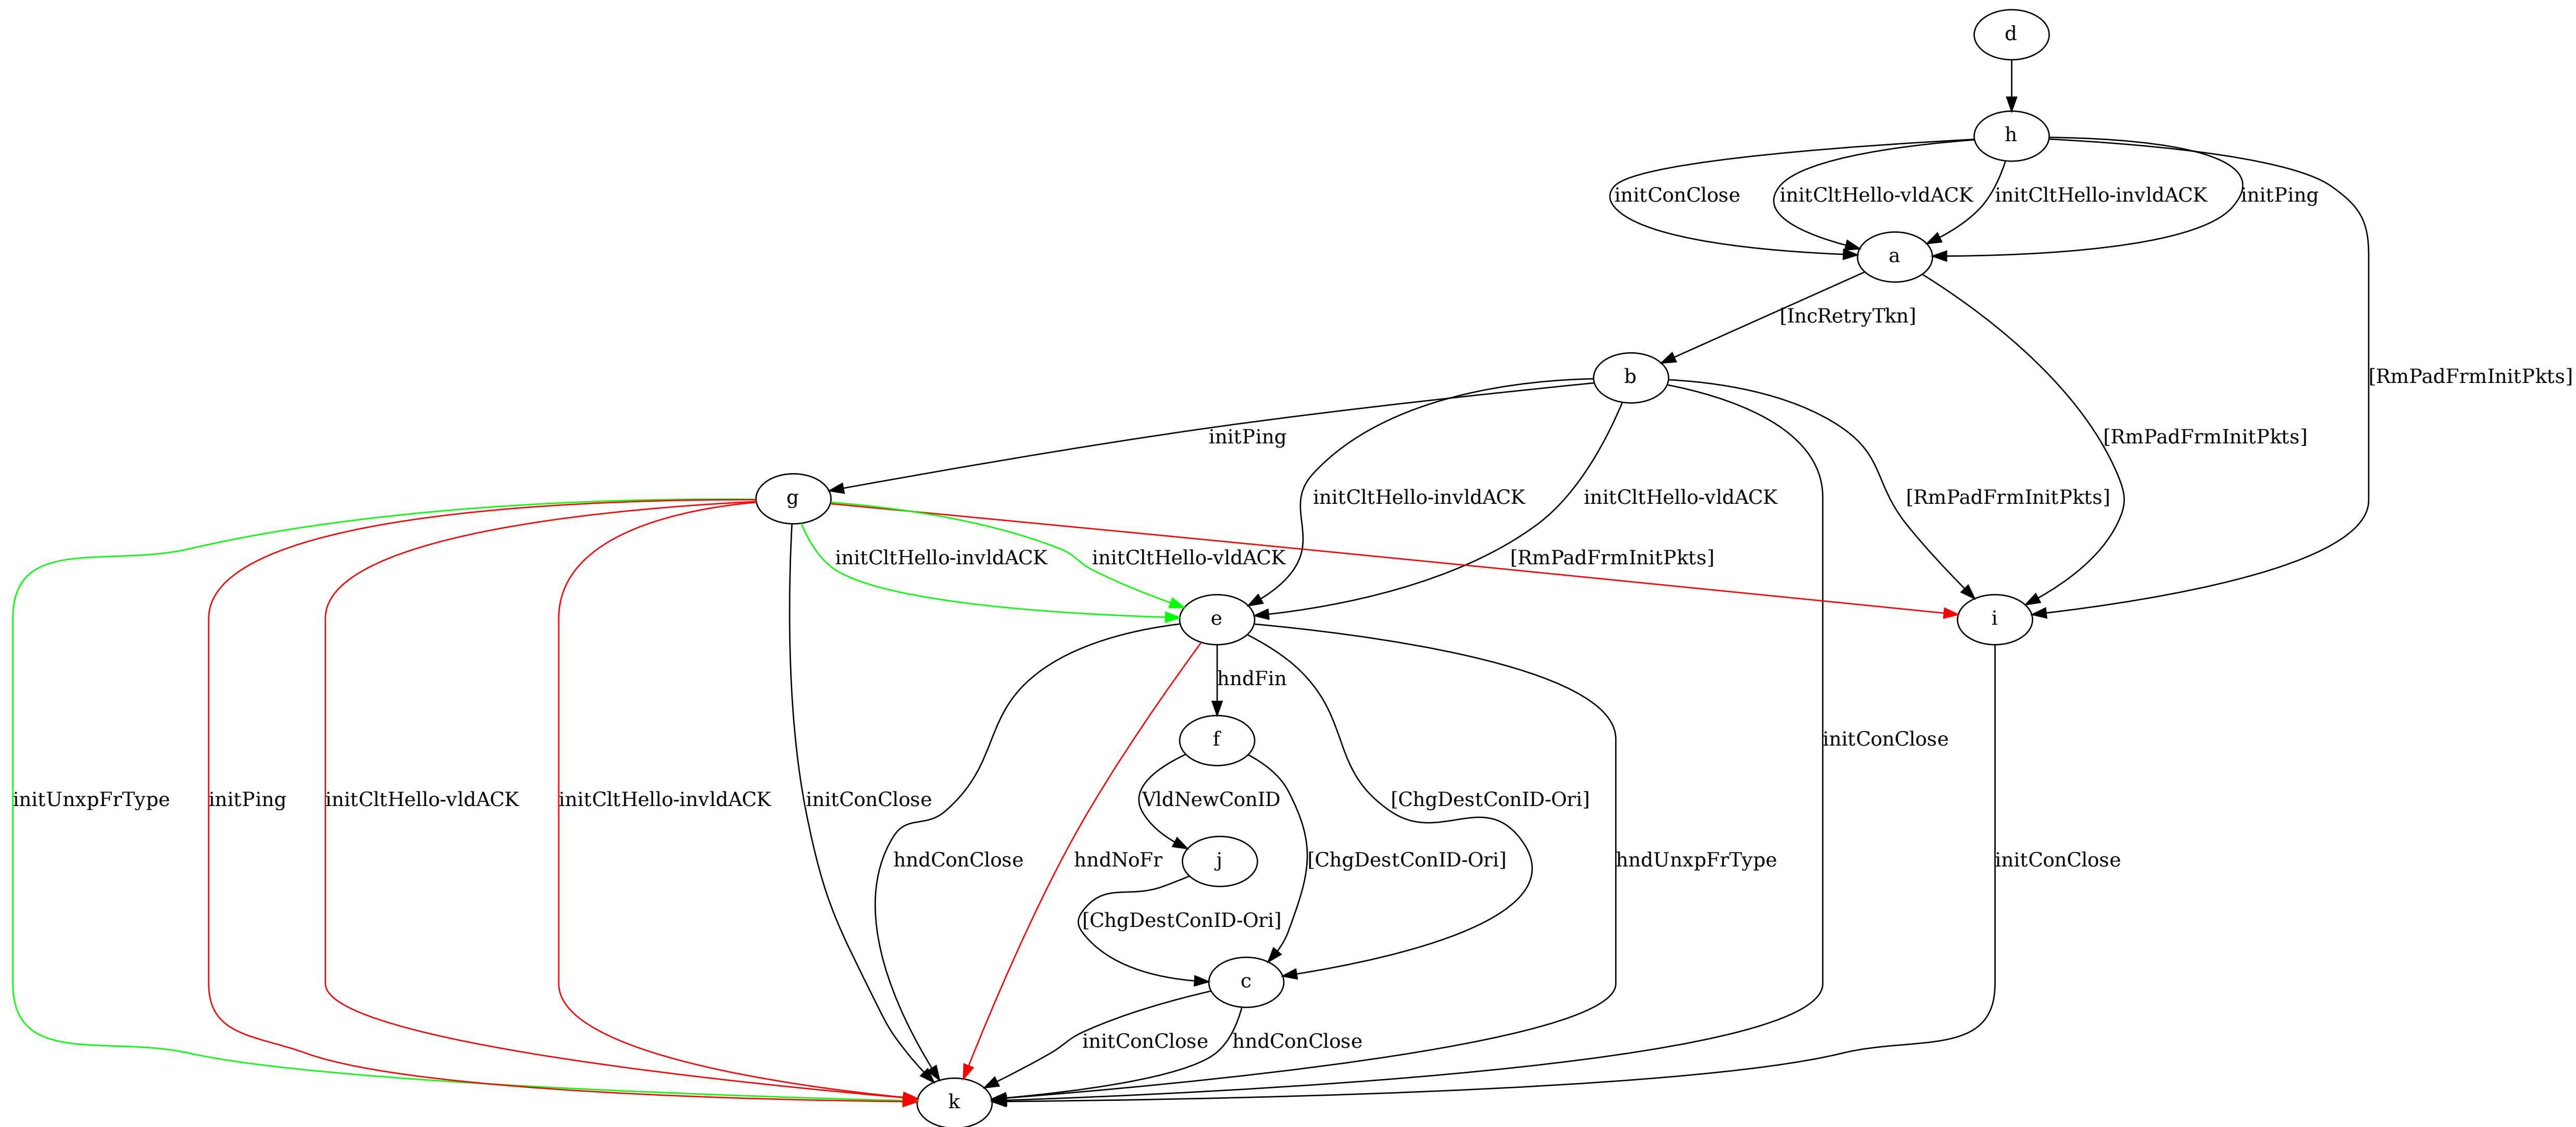 d
h
initConClose
initCltHello-vldACK
initCltHello-invldACK
initPing
a
[IncRetryTkn]
b
[RmPadFrmInitPkts]
initPing
[RmPadFrmInitPkts]
g
initCltHello-invldACK
initCltHello-vldACK
[RmPadFrmInitPkts]
initCltHello-invldACK
initCltHello-vldACK
[RmPadFrmInitPkts]
e
i
hndFin
f
initConClose
initUnxpFrType
initPing
initCltHello-vldACK
initCltHello-invldACK
initConClose
VldNewConID
[ChgDestConID-Ori]
hndConClose
hndNoFr
j
[ChgDestConID-Ori]
hndUnxpFrType
initConClose
[ChgDestConID-Ori]
c
initConClose
hndConClose
k